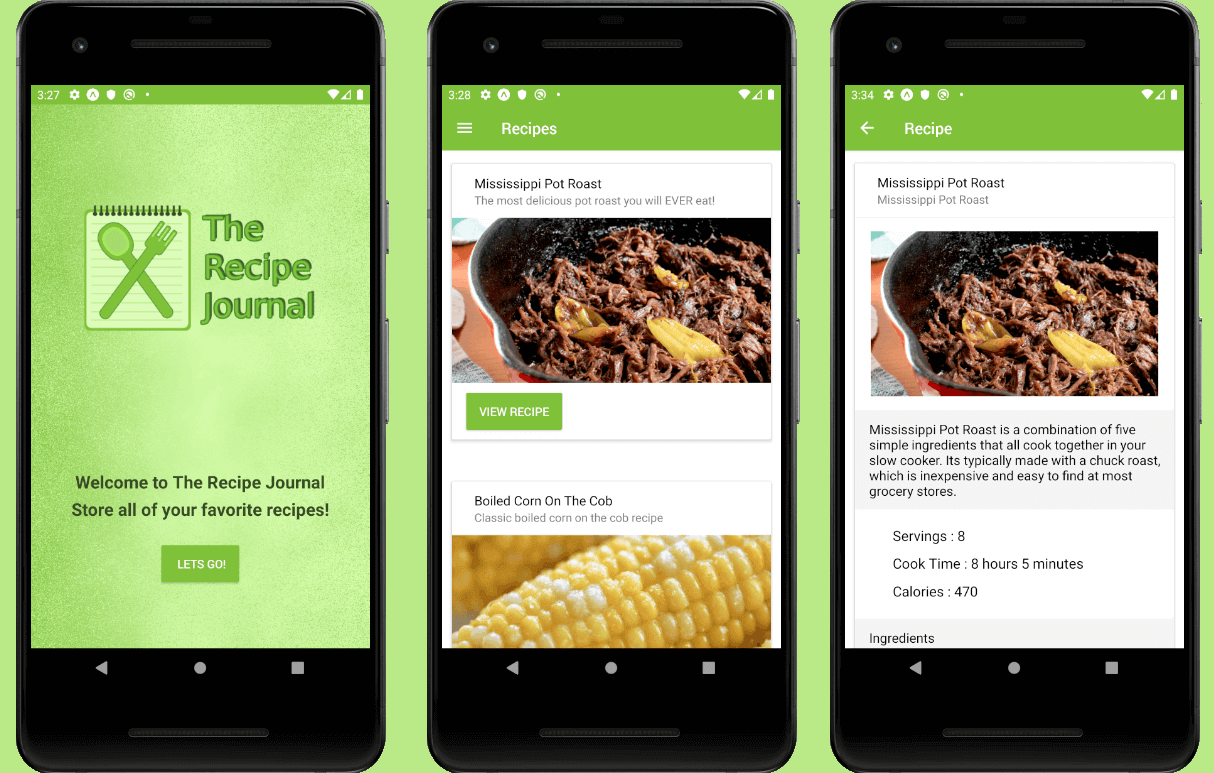 3:27
The
Recipe
Journal
Welcome to The Recipe Journal
Store all of your favorite recipes!
LETS GO!
3:28
Recipes
Mississippi Pot Roast
The most delicious pot roast you will EVER eat!
VIEW RECIPE
Boiled Corn On The Cob
Classic boiled corn on the cob recipe
3:34
Recipe
Mississippi Pot Roast
Mississippi Pot Roast
Mississippi Pot Roast is a combination of five
simple ingredients that all cook together in your
slow cooker. Its typically made with a chuck roast,
which is inexpensive and easy to find at most
grocery stores.
Servings : 8
Cook Time : 8 hours 5 minutes
Calories : 470
Ingredients